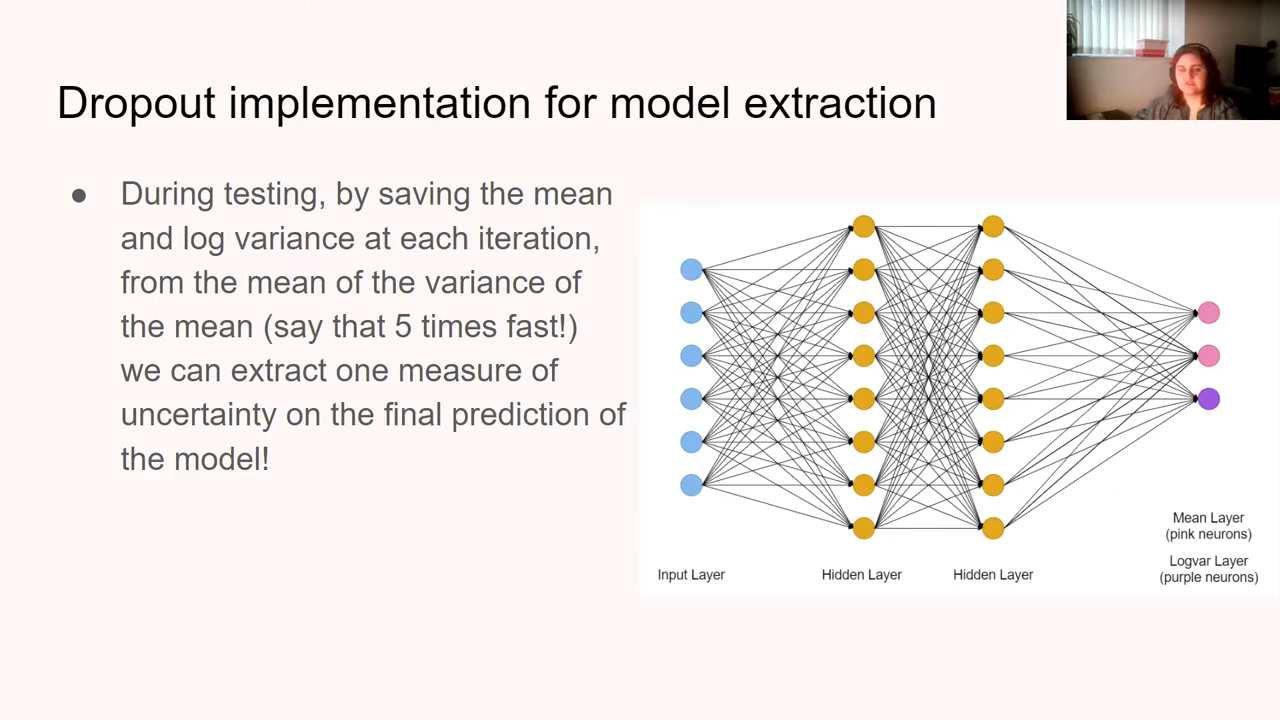 Dropout implementation for model extraction
● During testing, by saving the mean
and log variance at each iteration,
from the mean of the variance of
the mean (say that 5 times fast!)
we can extract one measure of
uncertainty on the final prediction of
the model!
Input Layer
Hidden Layer
Hidden Layer
Mean Layer
(pink neurons)
Logvar Layer
(purple neurons)